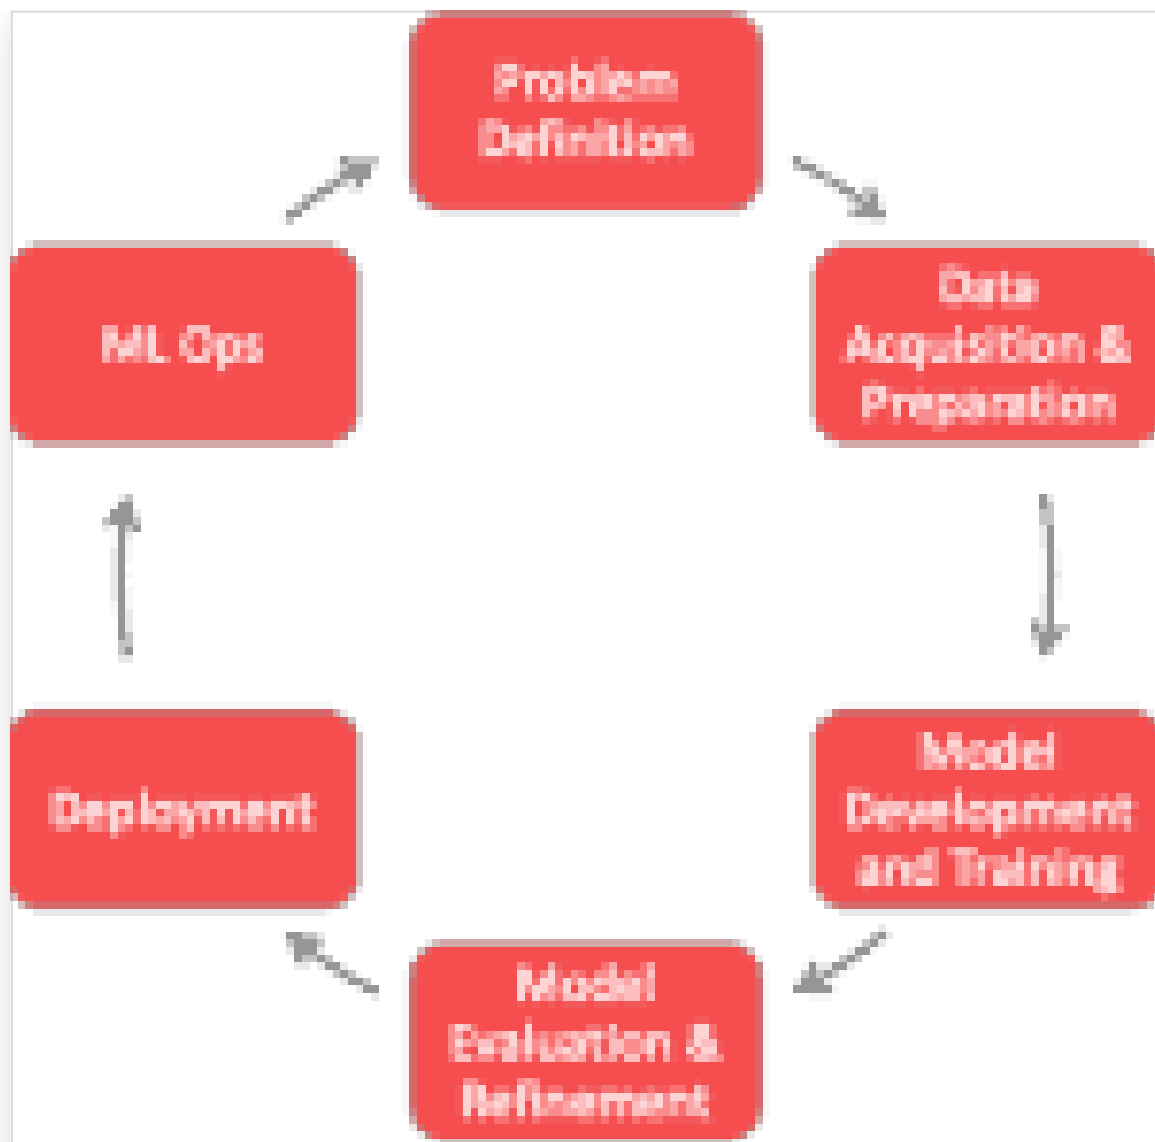 Problem
Definition
Data
Acquisition &
Preparation
Model
Development
and Training
Model
Evaluation &
Refinement
Deployment
ML Ops